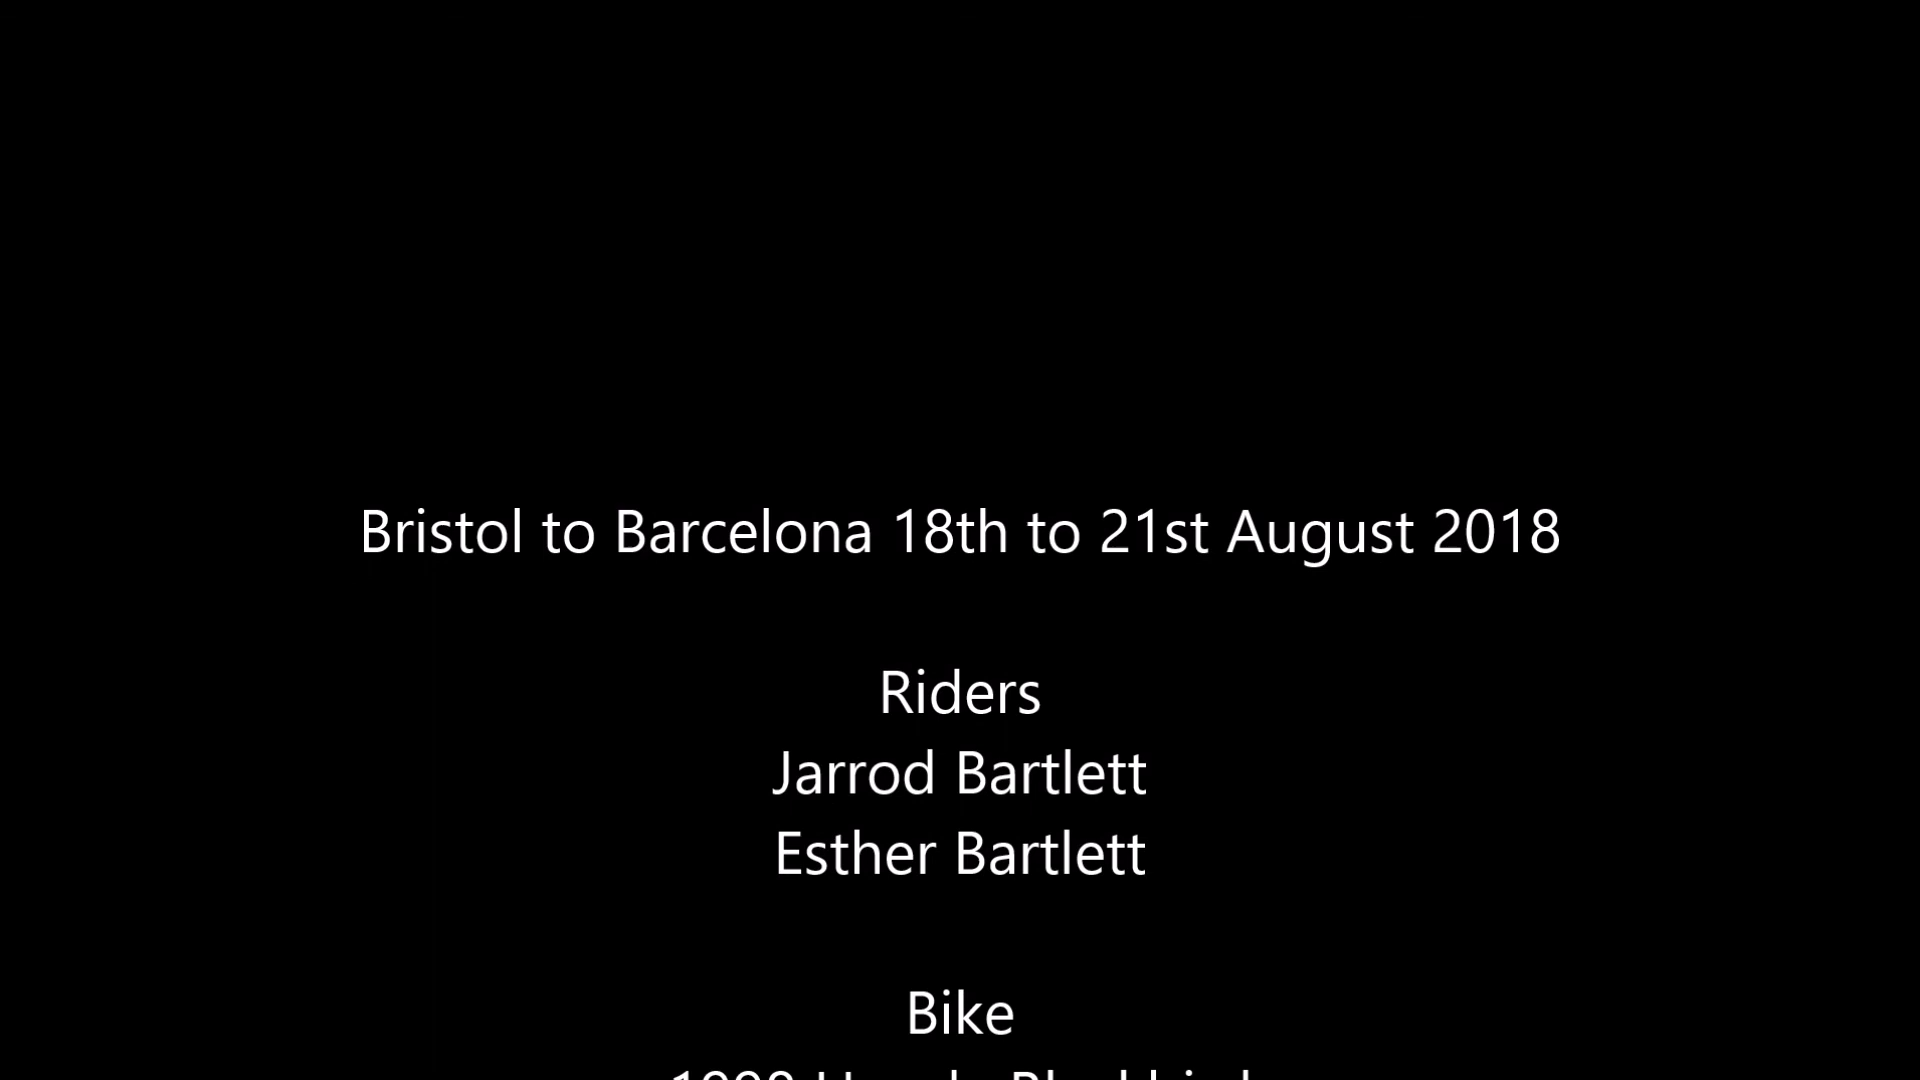 Bristol to Barcelona 18th to 21st August 2018
Riders
Jarrod Bartlett
Esther Bartlett
Bike